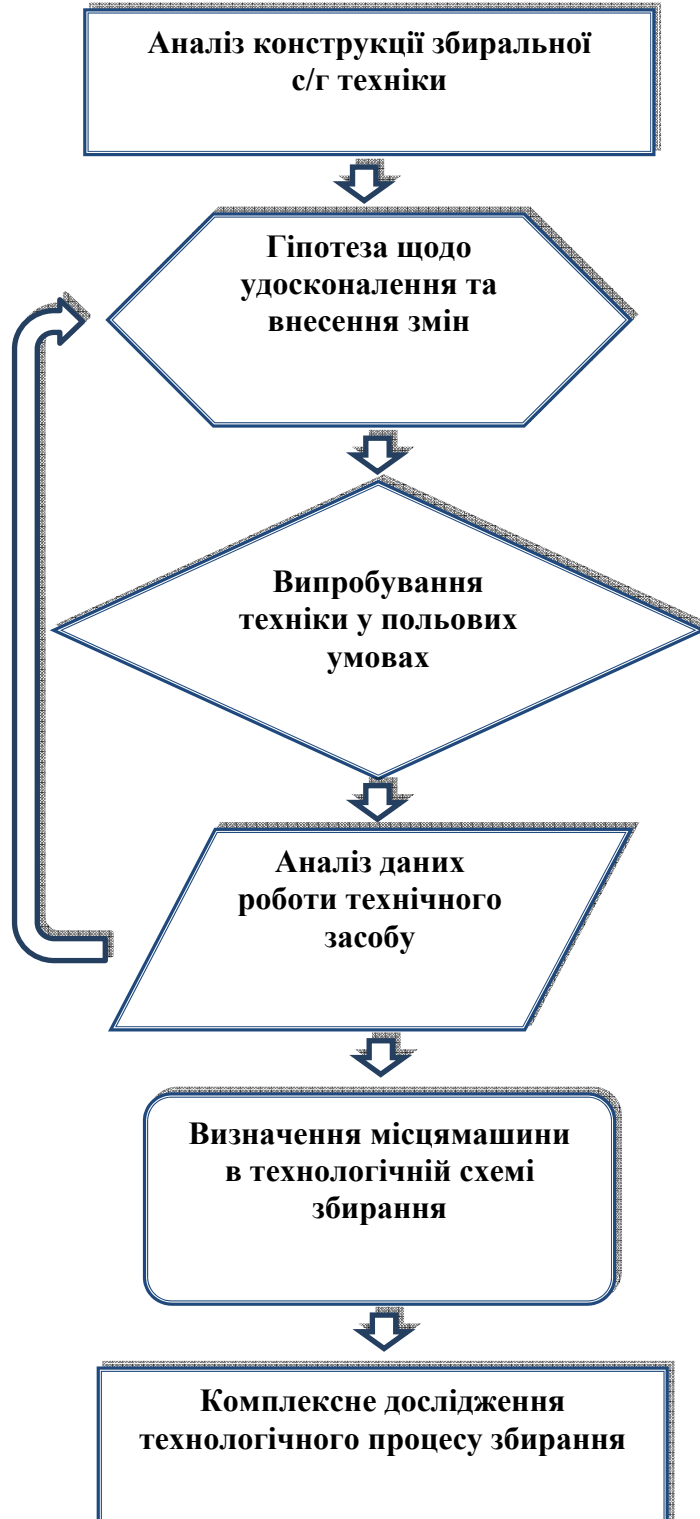 Аналіз конструкції збиральної
с/г техніки
Гіпотеза щодо
удосконалення та
внесення змін
Випробування
техніки у польових
умовах
Аналіз даних
роботи технічного
засобу
Визначення місцямашини
в технологічній схемі
збирання
Комплексне дослідження
технологічного процесу збирання